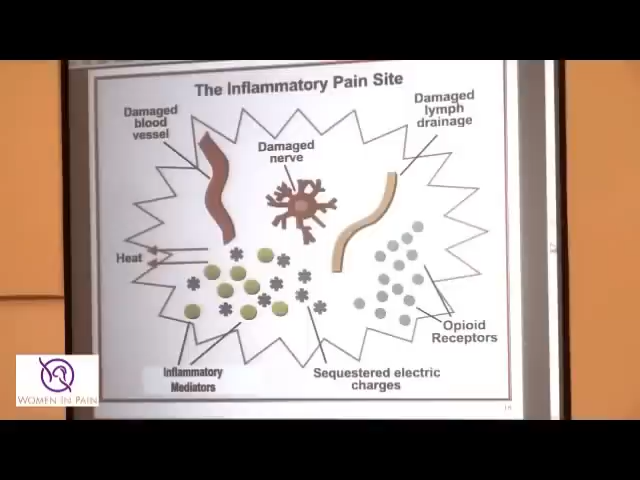 The Inflammatory Pain Site
Damaged
blood
vessel
Damaged
nerve
Damaged
lymph
drainage
Heat
Opioid
Receptors
Inflammatory
Mediators
Sequestered electric
charges
WOMEN IN PAIN